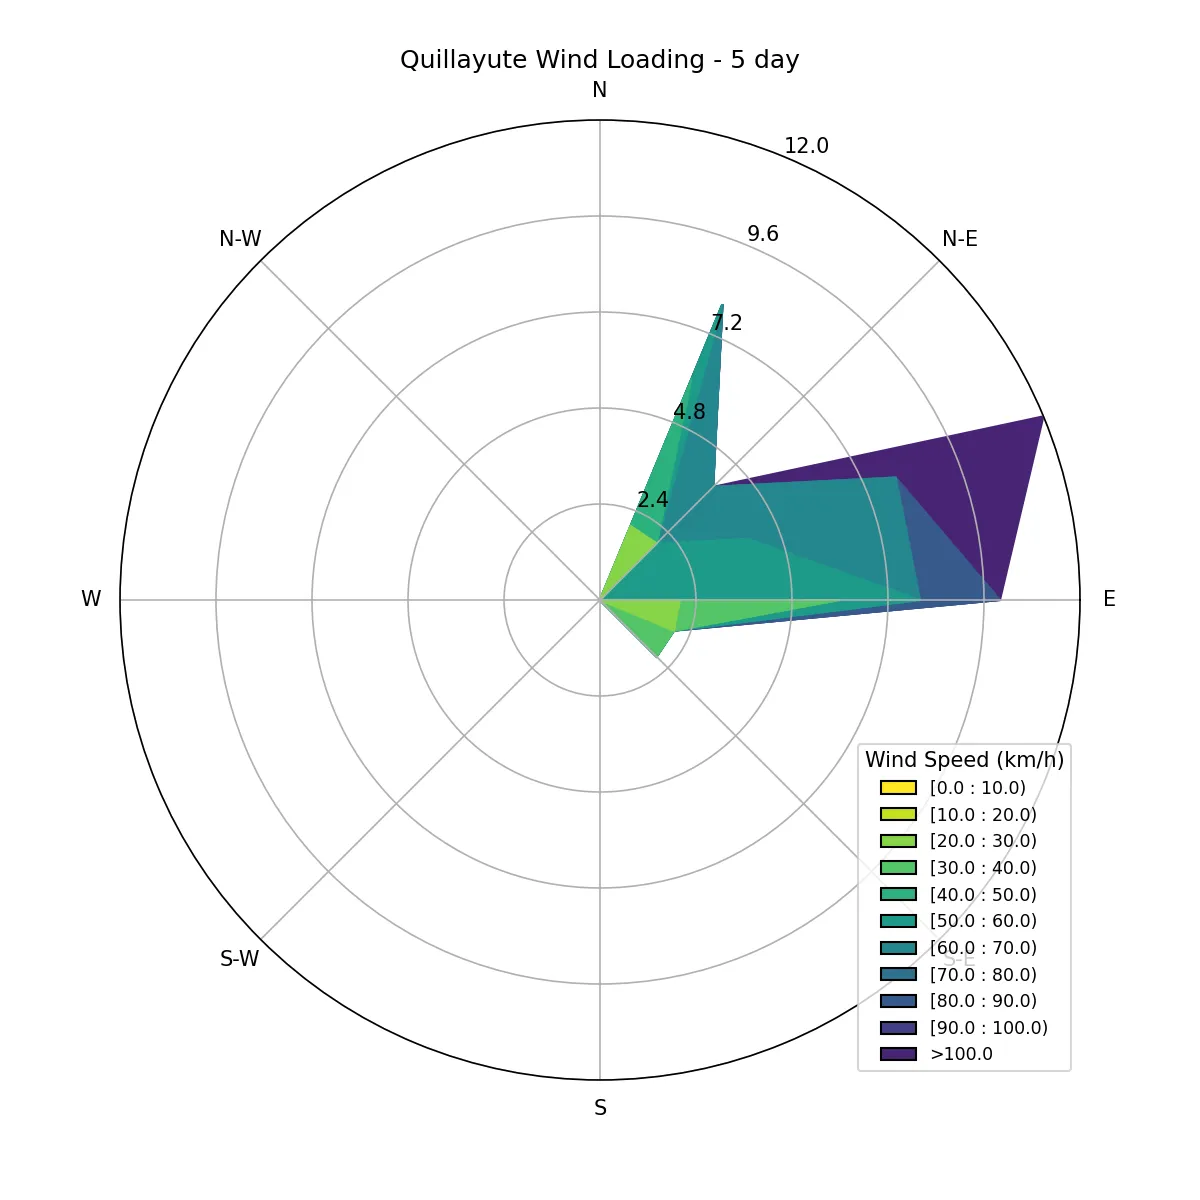 Quillayute Wind Loading - 5 day
N
12.0
N-W
9.6
N-E
7.2
4.8
2.4
W
E
S-W
S-E
S
Wind Speed (km/h)
[0.0 : 10.0)
[10.0 : 20.0)
[20.0 : 30.0)
[30.0 : 40.0)
[40.0 : 50.0)
[50.0 : 60.0)
[60.0 : 70.0)
[70.0 : 80.0)
[80.0 : 90.0)
[90.0 : 100.0)
>100.0